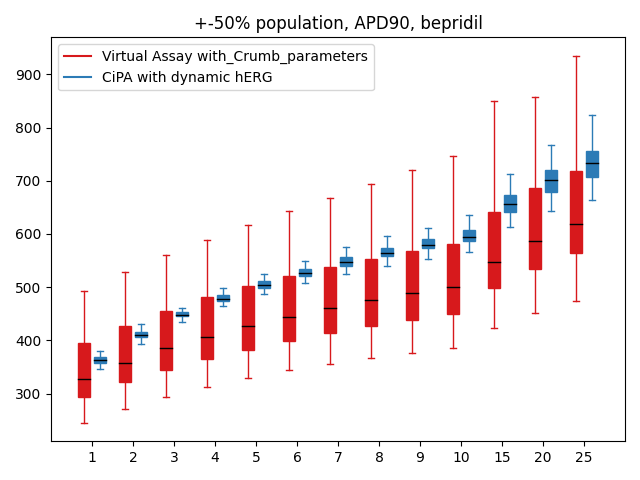 +-50% population, APD90, bepridil
Virtual Assay with_Crumb_parameters
CiPA with dynamic hERG
900
800
700
600
500
400
300
1 2 3 4 5 6 7 8 9 10 15 20 25